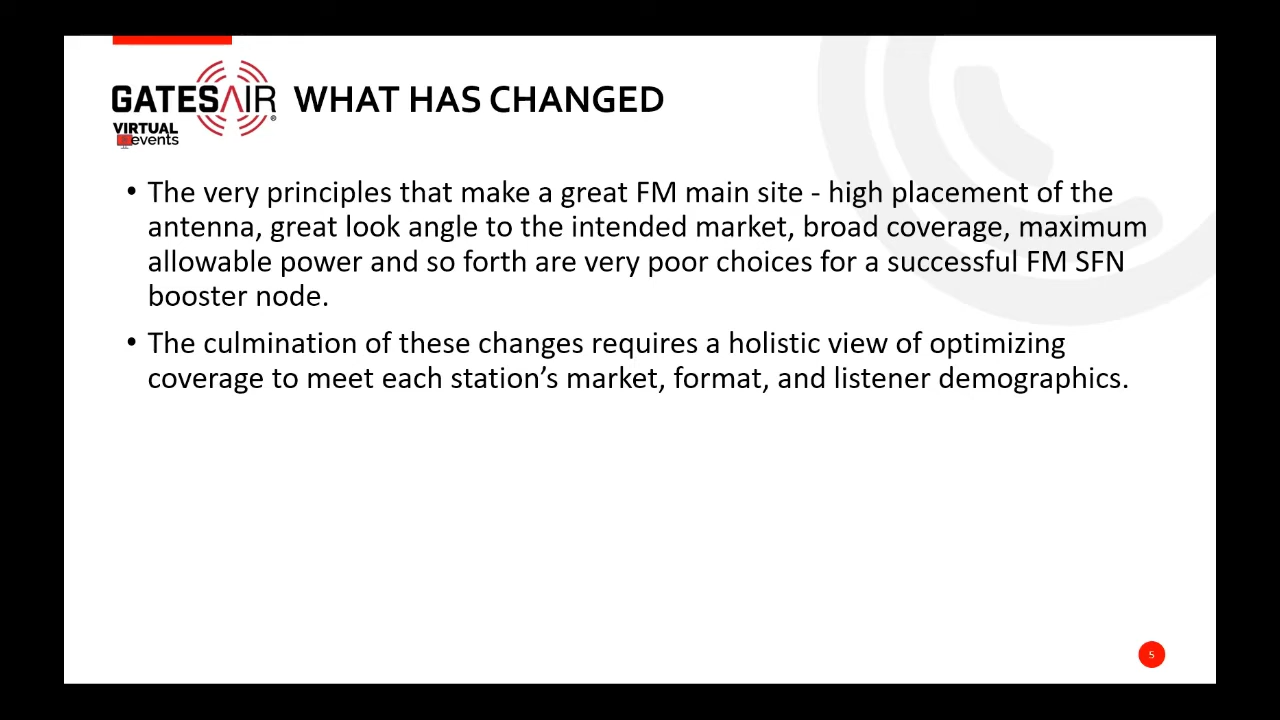 GATESAIR®
VIRTUAL
events
WHAT HAS CHANGED
• The very principles that make a great FM main site - high placement of the
antenna, great look angle to the intended market, broad coverage, maximum
allowable power and so forth are very poor choices for a successful FM SFN
booster node.
• The culmination of these changes requires a holistic view of optimizing
coverage to meet each station’s market, format, and listener demographics.
5